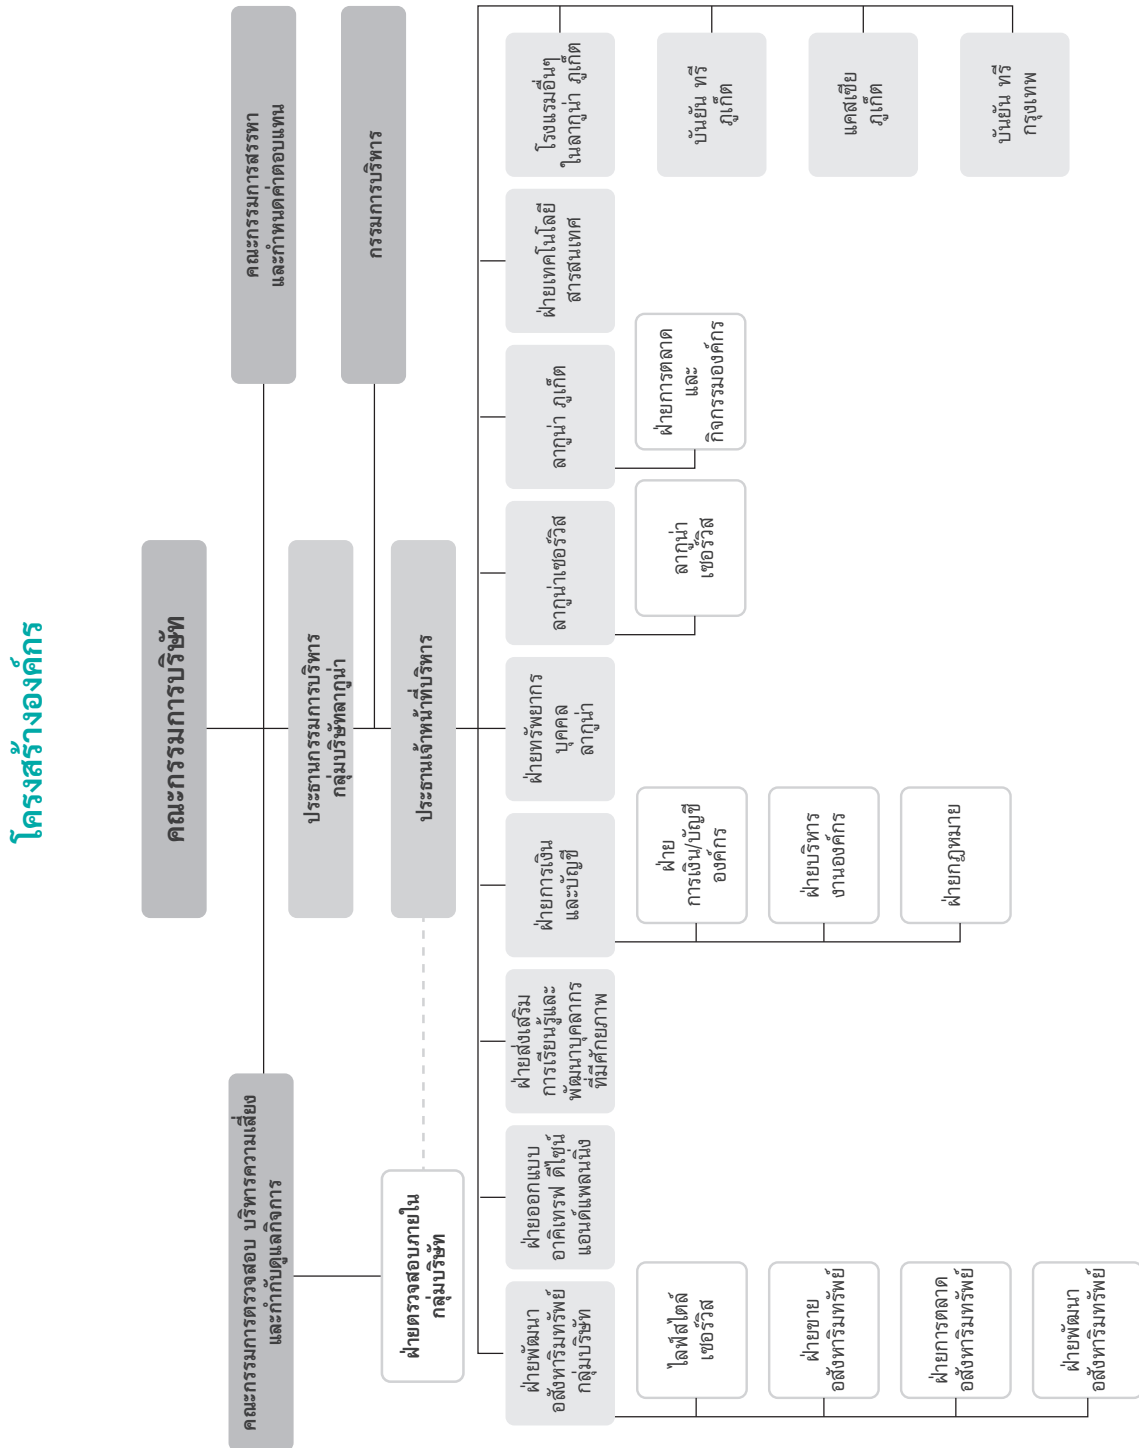 โครงสร้างองค์กร
คณะกรรมการบริษัท
คณะกรรมการตรวจสอบ บริหารความเสี่ยง
และกำกับดูแลกิจการ
คณะกรรมการสรรหา
และกำหนดค่าตอบแทน
ประธานกรรมการบริหาร
กลุ่มบริษัทลากูน่า
กรรมการบริหาร
ฝ่ายตรวจสอบภายใน
กลุ่มบริษัท
ประธานเจ้าหน้าที่บริหาร
ฝ่ายพัฒนา
อสังหาริมทรัพย์
กลุ่มบริษัท
ไลฟ์สไตล์
เซอร์วิส
ฝ่ายขาย
อสังหาริมทรัพย์
ฝ่ายการตลาด
อสังหาริมทรัพย์
ฝ่ายพัฒนา
อสังหาริมทรัพย์
ฝ่ายออกแบบ
อาคิเทรฟ ดีไซน์
แอนด์แพลนนิ่ง
ฝ่ายส่งเสริม
การเรียนรู้และ
พัฒนาบุคลากร
ที่มีศักยภาพ
ฝ่ายการเงิน
และบัญชี
ฝ่าย
การเงิน/บัญชี
องค์กร
ฝ่ายบริหาร
งานองค์กร
ฝ่ายกฎหมาย
ฝ่ายทรัพยากร
บุคคล
ลากูน่า
ลากูน่าเซอร์วิส
ลากูน่า
เซอร์วิส
ลากูน่า ภูเก็ต
ฝ่ายการตลาด
และ
กิจกรรมองค์กร
ฝ่ายเทคโนโลยี
สารสนเทศ
โรงแรมอื่นๆ
ในลากูน่า ภูเก็ต
บันยัน ทรี
ภูเก็ต
แคสเซีย
ภูเก็ต
บันยัน ทรี
กรุงเทพ